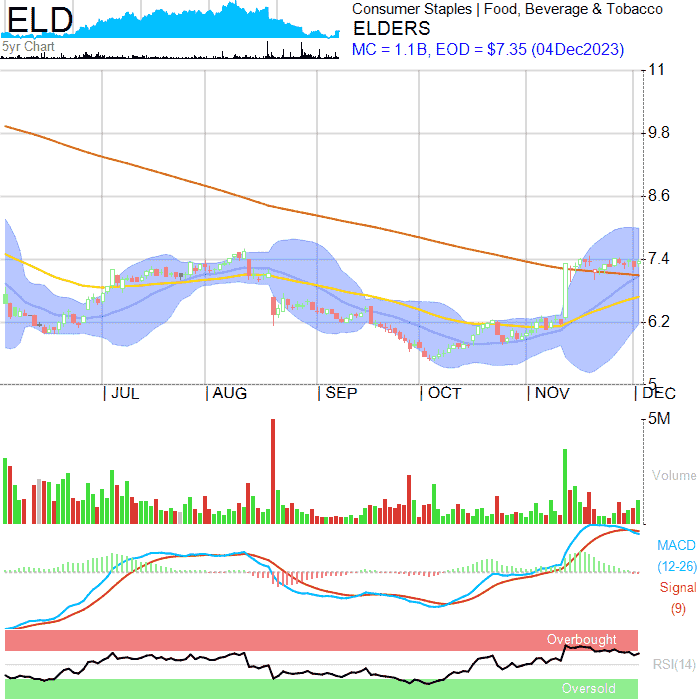 ELD
5yr Chart
Consumer Staples | Food, Beverage & Tobacco
ELDERS
MC = 1.1B, EOD = $7.35 (04Dec2023)
11
9.8
8.6
7.4
6.2
5
| JUL | AUG | SEP | OCT | NOV | DEC
5M
Volume
MACD
(12-26)
Signal
(9)
Overbought
RSI(14)
Oversold